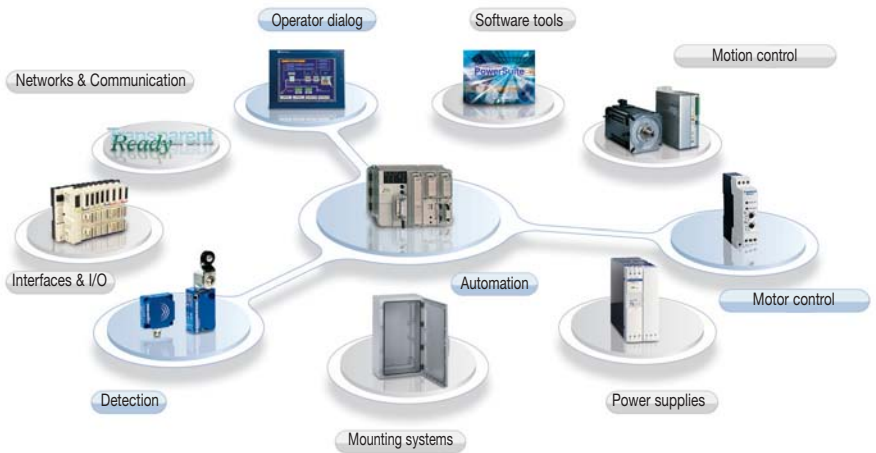 Operator dialog
Software tools
Motion control
Networks & Communication
PowerSuite
Transparent
Ready
Interfaces & I/O
Automation
Motor control
Detection
Power supplies
Mounting systems